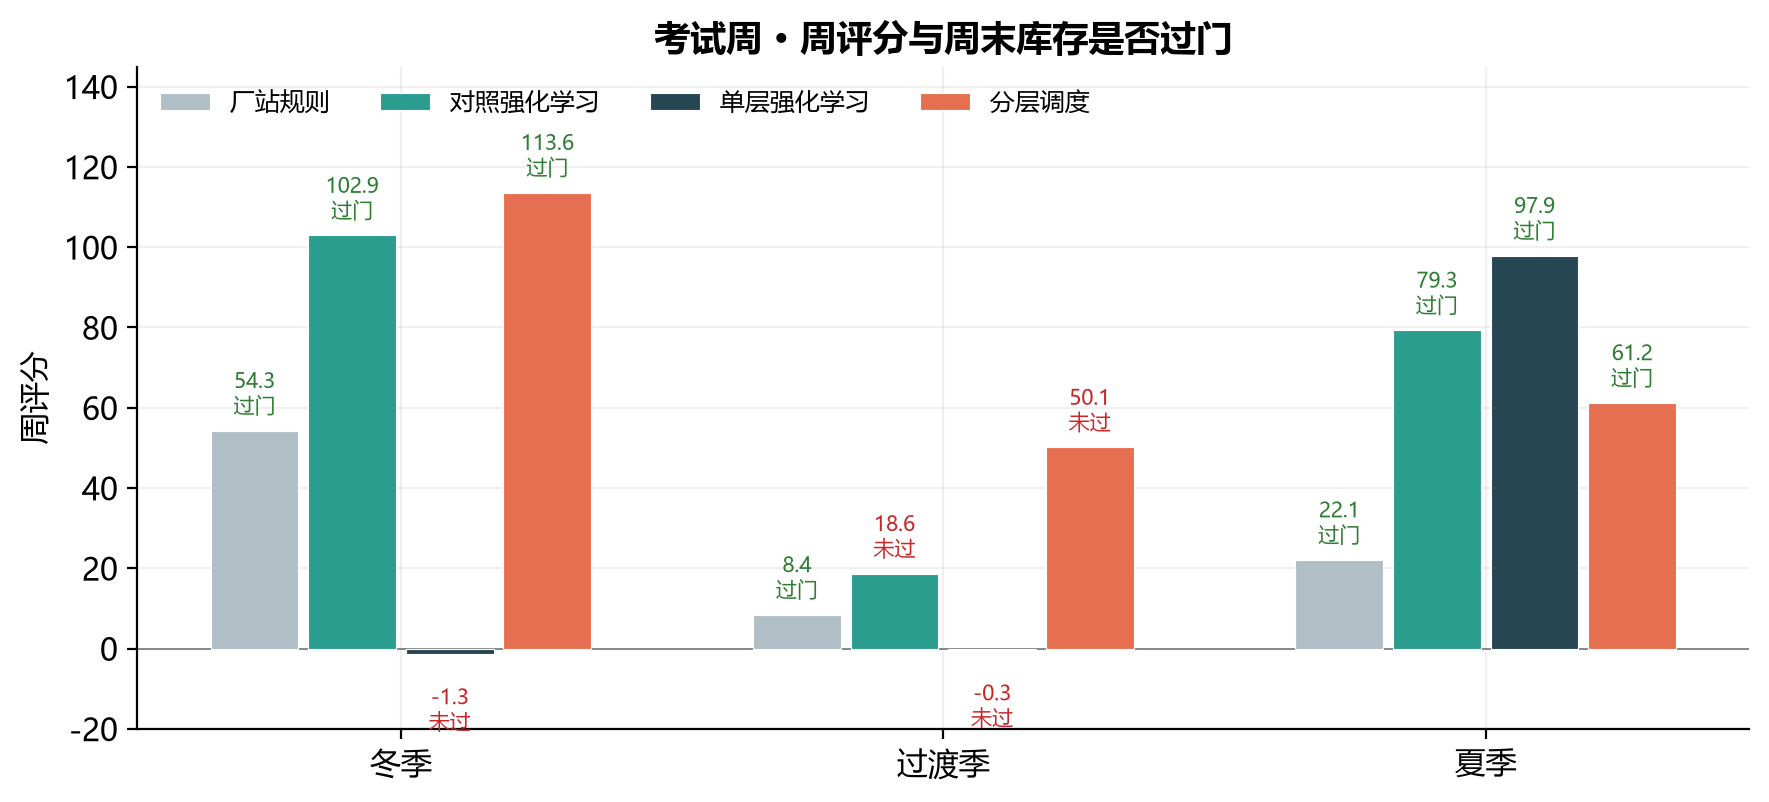 考试周 · 周评分与周末库存是否过门
厂站规则
对照强化学习
单层强化学习
分层调度
周评分
140
120
100
80
60
40
20
0
-20
54.3
过门
102.9
过门
-1.3
未过
113.6
过门
8.4
过门
18.6
未过
-0.3
未过
50.1
未过
22.1
过门
79.3
过门
97.9
过门
61.2
过门
冬季
过渡季
夏季